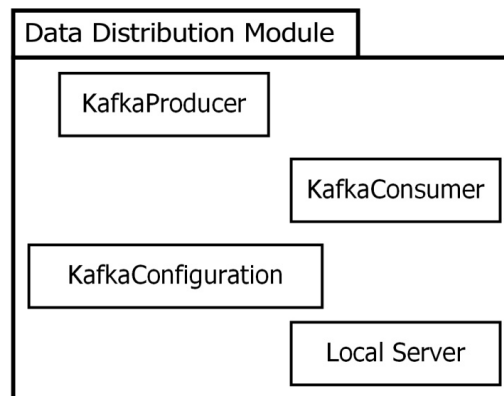 Data Distribution Module
KafkaProducer
KafkaConsumer
KafkaConfiguration
Local Server